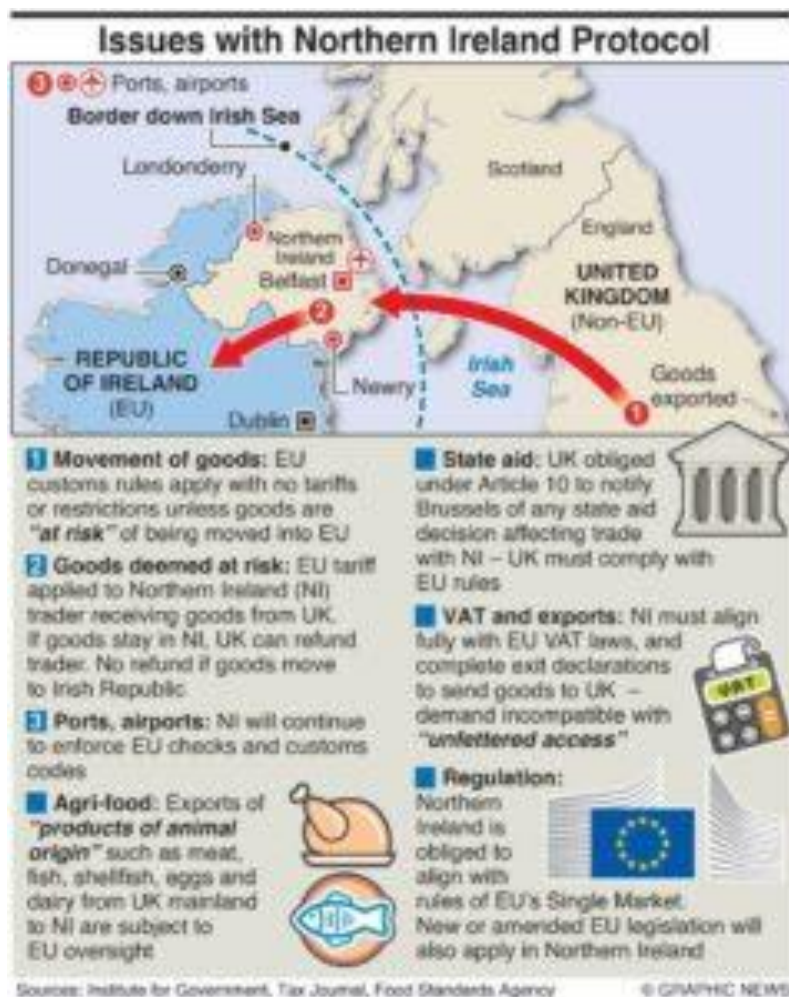 Issues with Northern Ireland Protocol
3 Ports, airports
Border down Irish Sea
Londonderry
Scotland
Northern
Ireland
England
Donegal
Belfast
UNITED
KINGDOM
(Non-EU)
2
REPUBLIC
OF IRELAND
(EU)
Newry
Irish
Sea
Goods
exported
1
Dublin
1 Movement of goods: EU
customs rules apply with no tariffs
or restrictions unless goods are
"at risk" of being moved into EU
2 Goods deemed at risk: EU tariff
applied to Northern Ireland (NI)
trader receiving goods from UK.
If goods stay in NI, UK can refund
trader. No refund if goods move
to Irish Republic
3 Ports, airports: NI will continue
to enforce EU checks and customs
codes
Agri-food: Exports of
"products of animal
origin" such as meat,
fish, shellfish, eggs and
dairy from UK mainland
to NI are subject to
EU oversight
State aid: UK obliged
under Article 10 to notify
Brussels of any state aid
decision affecting trade
with NI – UK must comply with
EU rules
VAT and exports: NI must align
fully with EU VAT laws, and
complete exit declarations
to send goods to UK –
demand incompatible with
"unfettered access"
VAT
Regulation:
Northern
Ireland is
obliged to
align with
rules of EU's Single Market.
New or amended EU legislation will
also apply in Northern Ireland
Sources: Institute for Government, Tax Journal, Food Standards Agency
© GRAPHIC NEWS